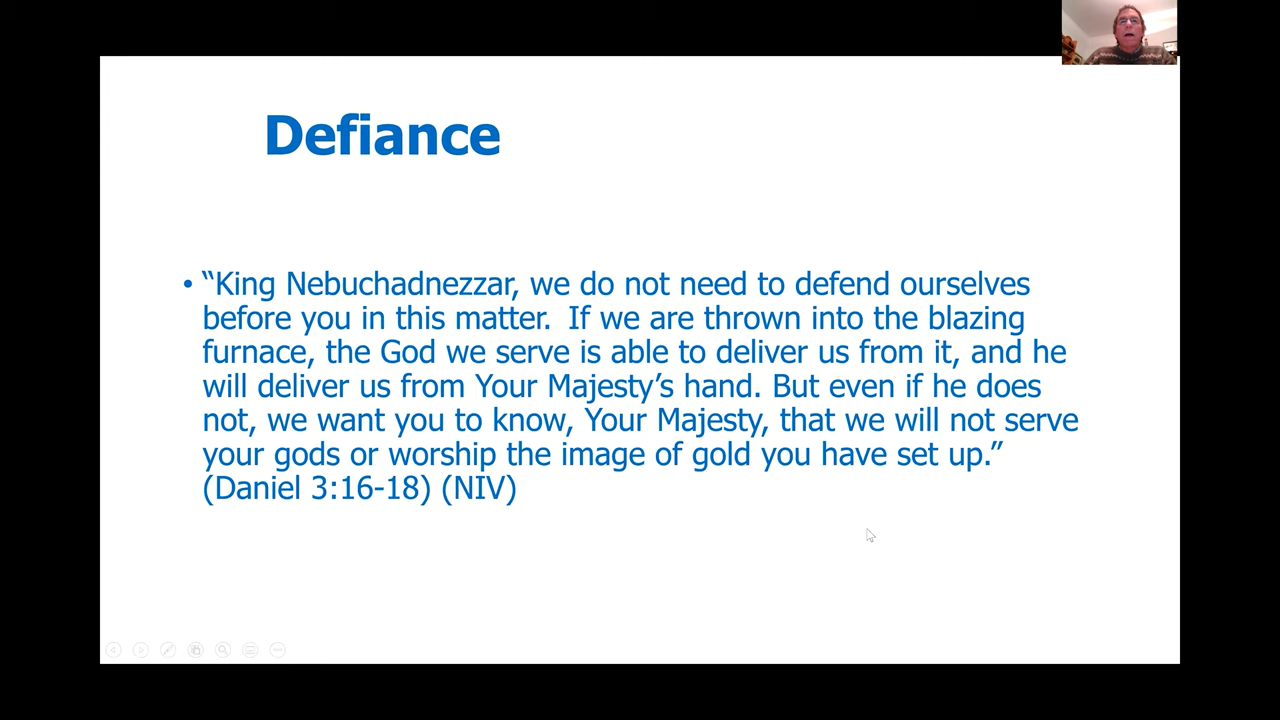 Defiance
• “King Nebuchadnezzar, we do not need to defend ourselves
before you in this matter.  If we are thrown into the blazing
furnace, the God we serve is able to deliver us from it, and he
will deliver us from Your Majesty’s hand. But even if he does
not, we want you to know, Your Majesty, that we will not serve
your gods or worship the image of gold you have set up.”
(Daniel 3:16-18) (NIV)